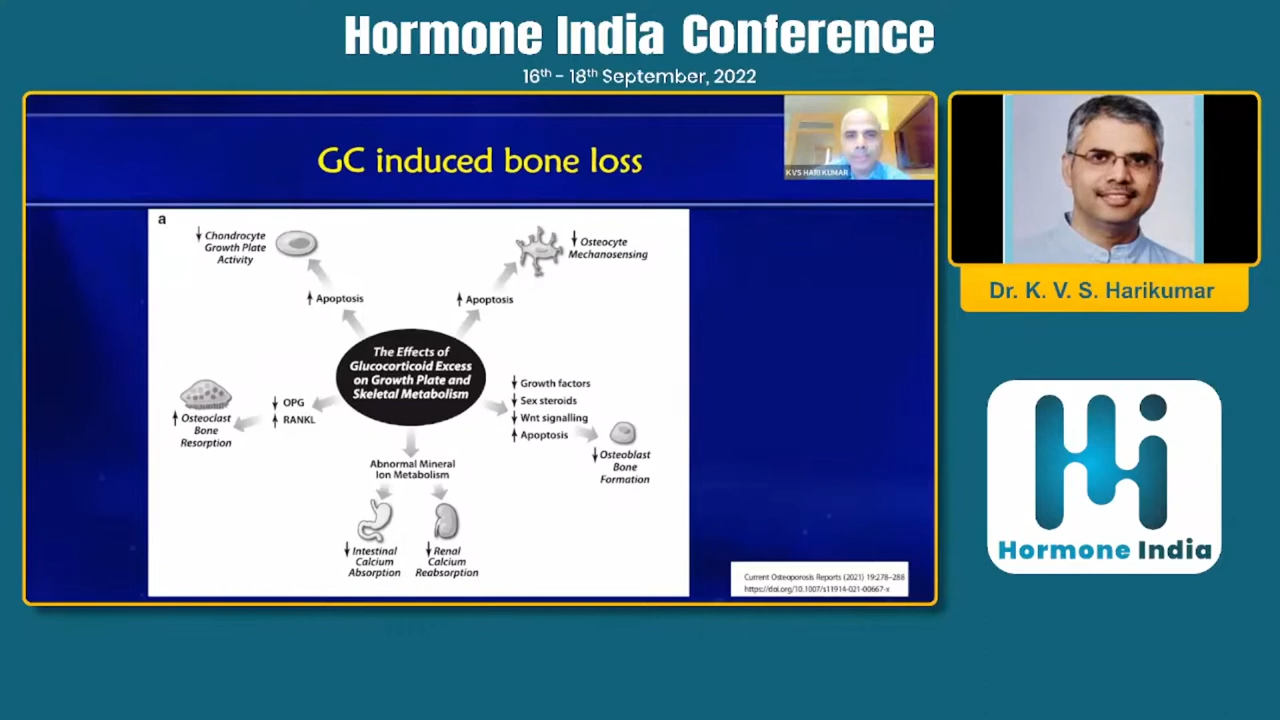 Hormone India Conference
16th - 18th September, 2022
GC induced bone loss
K V S HARI KUMAR
a
↓ Chondrocyte
Growth Plate
Activity
↓ Osteocyte
Mechanosensing
↑ Apoptosis
↑ Apoptosis
The Effects of
Glucocorticoid Excess
on Growth Plate and
Skeletal Metabolism
↓ OPG
↑ RANKL
↑ Osteoclast
Bone
Resorption
↓ Growth factors
↓ Sex steroids
↓ Wnt signalling
↑ Apoptosis
↓ Osteoblast
Bone
Formation
Abnormal Mineral
Ion Metabolism
↓ Intestinal
Calcium
Absorption
↓ Renal
Calcium
Reabsorption
Current Osteoporosis Reports (2021) 19:278–288
https://doi.org/10.1007/s11914-021-00667-x
Dr. K. V. S. Harikumar
Hi
Hormone India